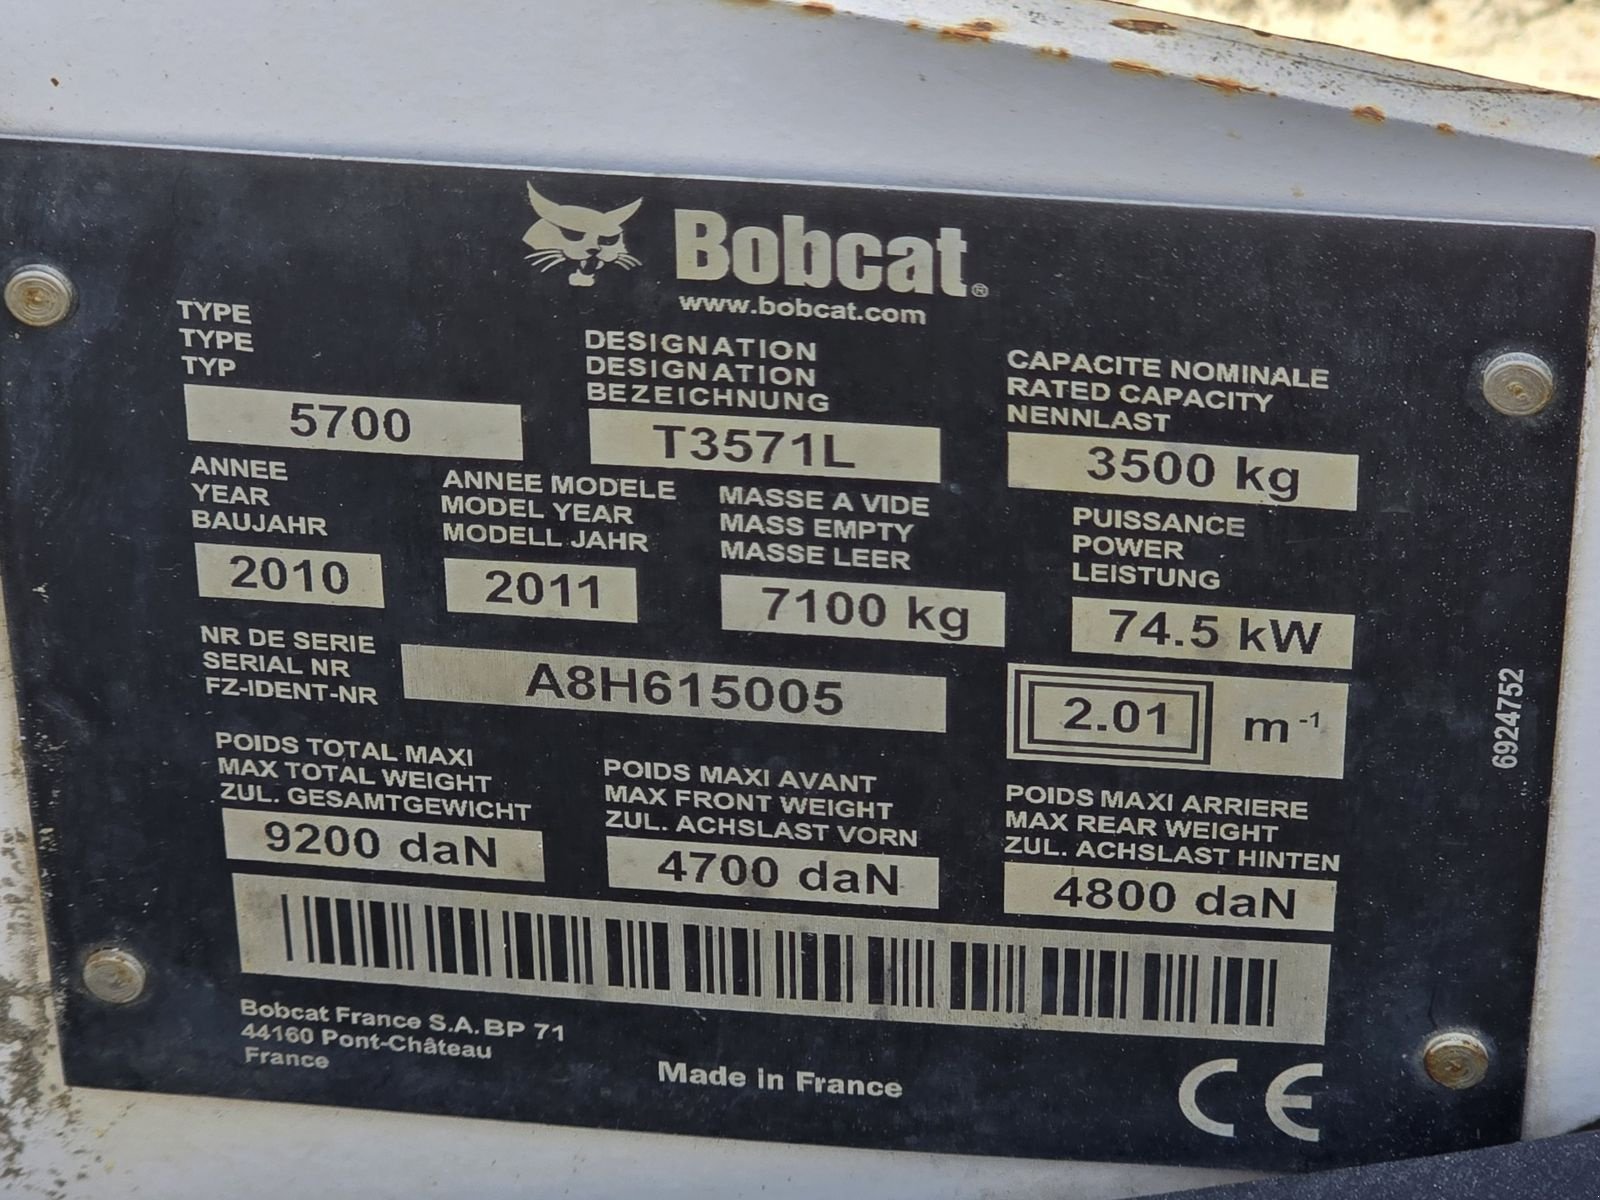 Bobcat®
www.bobcat.com
TYPE
TYPE
TYP
5700
DESIGNATION
DESIGNATION
BEZEICHNUNG
T3571L
CAPACITE NOMINALE
RATED CAPACITY
NENNLAST
3500 kg
ANNEE
YEAR
BAUJAHR
2010
ANNEE MODELE
MODEL YEAR
MODELL JAHR
2011
MASSE A VIDE
MASS EMPTY
MASSE LEER
7100 kg
PUISSANCE
POWER
LEISTUNG
74.5 kW
NR DE SERIE
SERIAL NR
FZ-IDENT-NR
A8H615005
2.01 m⁻¹
POIDS TOTAL MAXI
MAX TOTAL WEIGHT
ZUL. GESAMTGEWICHT
9200 daN
POIDS MAXI AVANT
MAX FRONT WEIGHT
ZUL. ACHSLAST VORN
4700 daN
POIDS MAXI ARRIERE
MAX REAR WEIGHT
ZUL. ACHSLAST HINTEN
4800 daN
6924752
Bobcat France S.A. BP 71
44160 Pont-Château
France
Made in France
CE